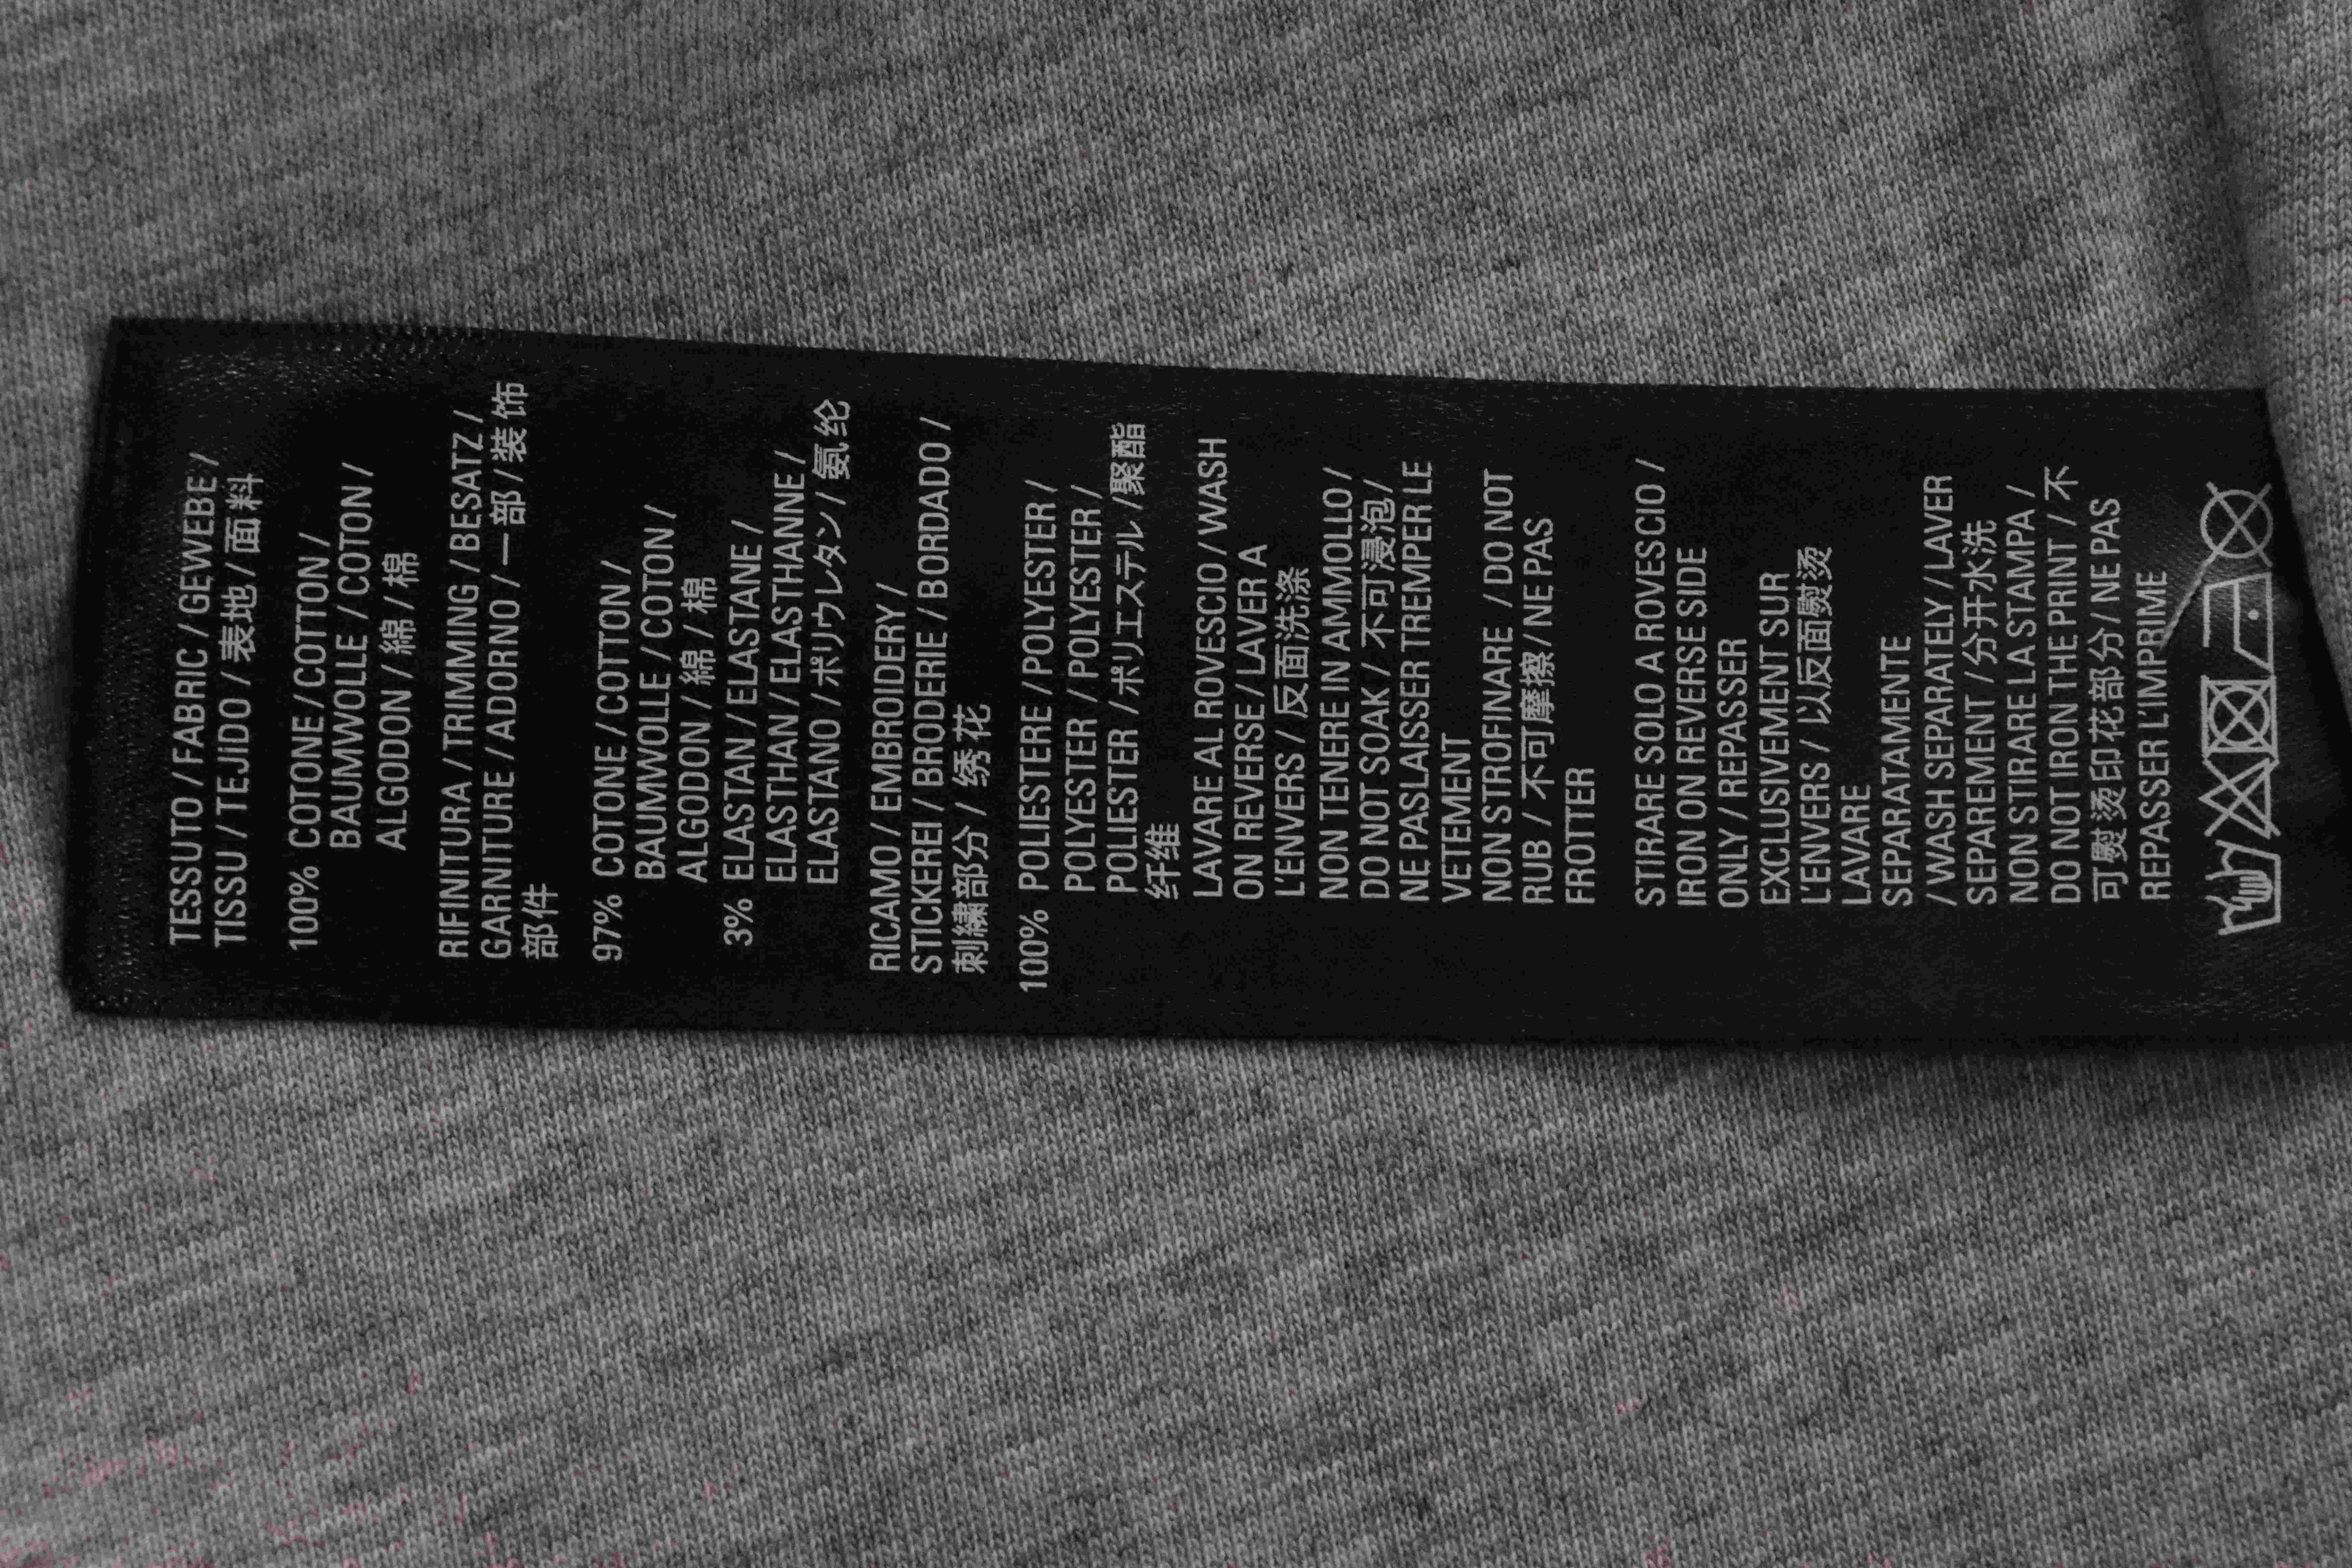 TESSUTO / FABRIC / GEWEBE /
TISSU / TEJIDO / 表地 / 面料
100% COTONE / COTTON /
BAUMWOLLE / COTON /
ALGODON / 綿 / 棉
RIFINITURA / TRIMMING / BESATZ /
GARNITURE / ADORNO / 一部 / 装饰
部件
97% COTONE / COTTON /
BAUMWOLLE / COTON /
ALGODON / 綿 / 棉
3% ELASTAN / ELASTANE /
ELASTHAN / ELASTHANNE /
ELASTANO / ポリウレタン / 氨纶
RICAMO / EMBROIDERY /
STICKEREI / BRODERIE / BORDADO /
刺繍部分 / 绣花
100% POLIESTERE / POLYESTER /
POLYESTER / POLYESTER /
POLIESTER / ポリエステル / 聚酯
纤维
LAVARE AL ROVESCIO / WASH
ON REVERSE / LAVER A
L'ENVERS / 反面洗涤
NON TENERE IN AMMOLLO /
DO NOT SOAK / 不可浸泡 /
NE PAS LAISSER TREMPER LE
VETEMENT
NON STROFINARE / DO NOT
RUB / 不可摩擦 / NE PAS
FROTTER
STIRARE SOLO A ROVESCIO /
IRON ON REVERSE SIDE
ONLY / REPASSER
EXCLUSIVEMENT SUR
L'ENVERS / 以反面熨烫
LAVARE
SEPARATAMENTE
/ WASH SEPARATELY / LAVER
SEPAREMENT / 分开水洗
NON STIRARE LA STAMPA /
DO NOT IRON THE PRINT / 不
可熨烫印花部分 / NE PAS
REPASSER L'IMPRIME